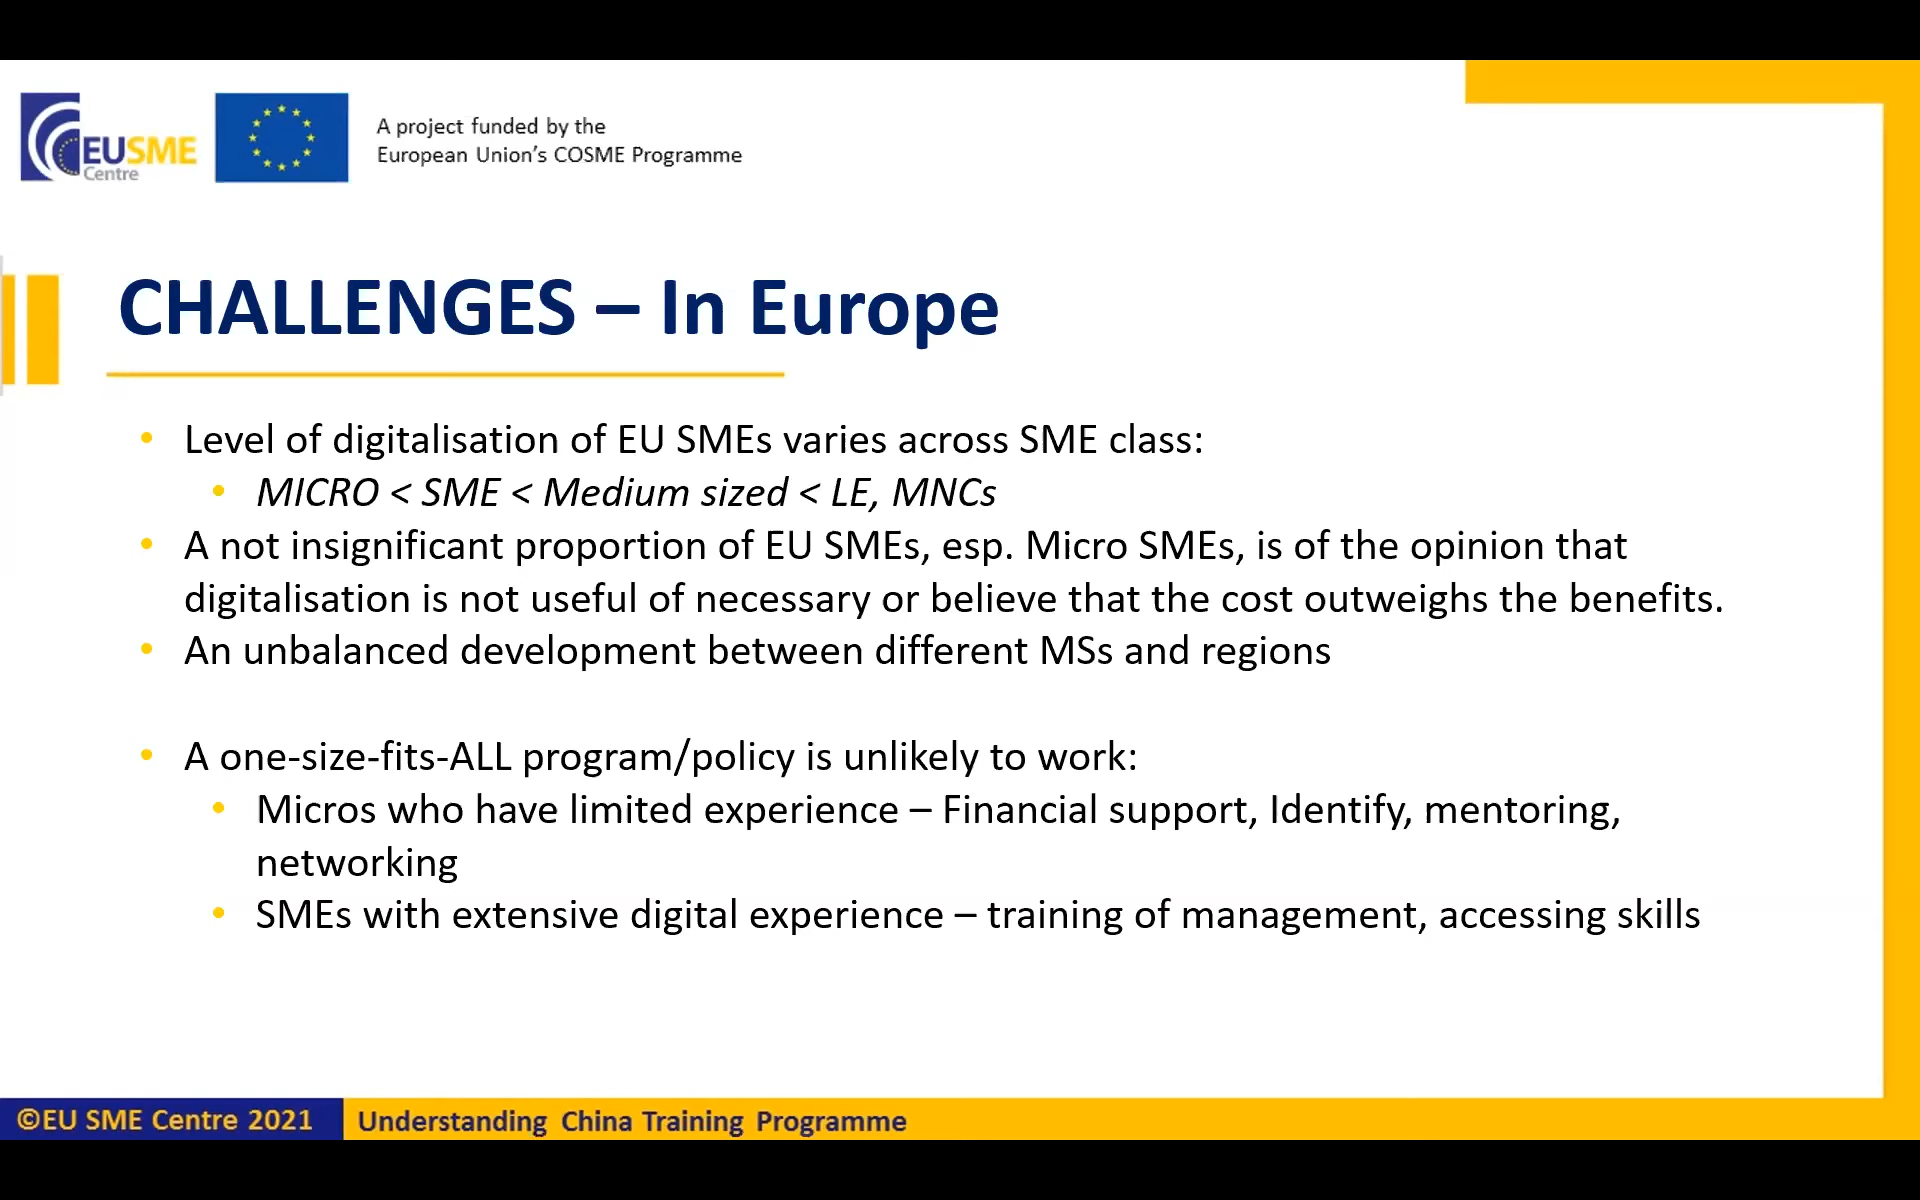 EUSME
Centre
A project funded by the
European Union's COSME Programme
CHALLENGES – In Europe
• Level of digitalisation of EU SMEs varies across SME class:
• MICRO < SME < Medium sized < LE, MNCs
• A not insignificant proportion of EU SMEs, esp. Micro SMEs, is of the opinion that
digitalisation is not useful of necessary or believe that the cost outweighs the benefits.
• An unbalanced development between different MSs and regions
• A one-size-fits-ALL program/policy is unlikely to work:
• Micros who have limited experience – Financial support, Identify, mentoring,
networking
• SMEs with extensive digital experience – training of management, accessing skills
©EU SME Centre 2021
Understanding China Training Programme